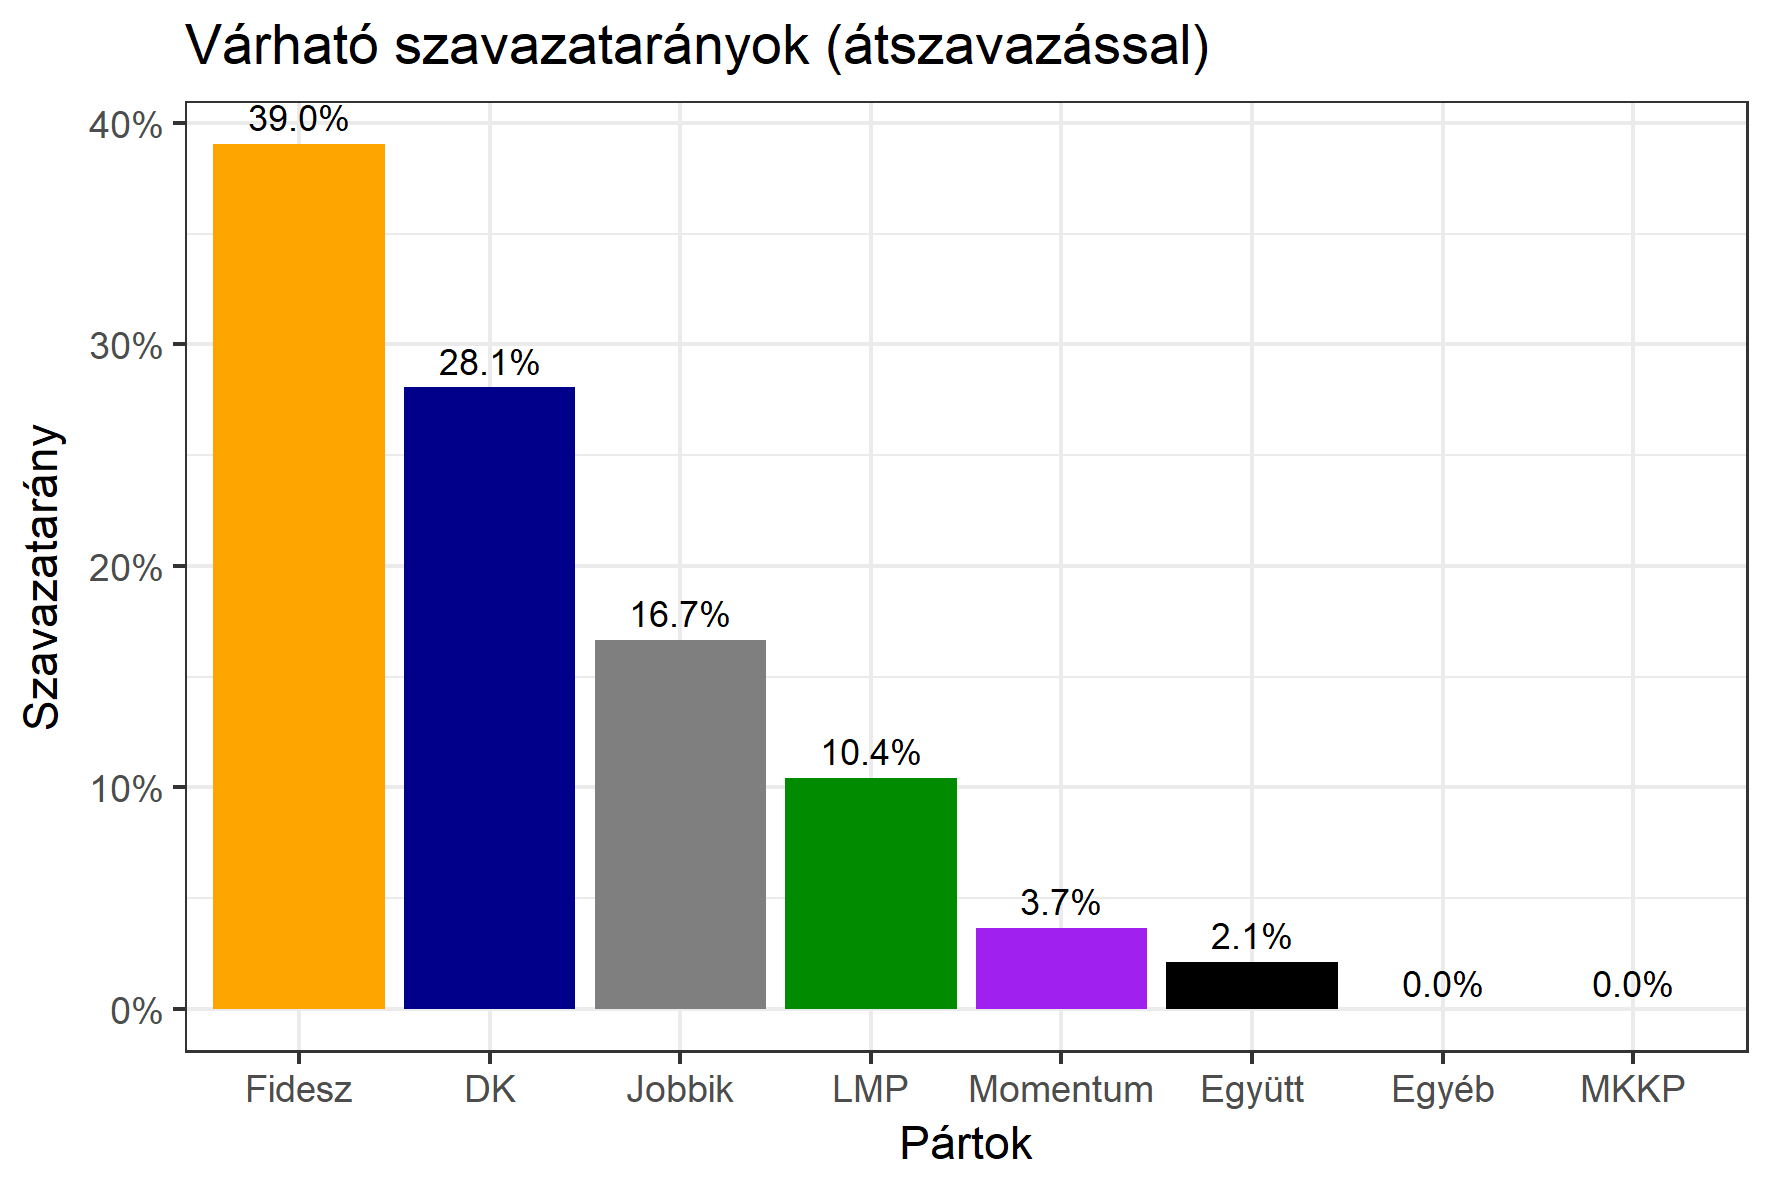 Várható szavazatarányok (átszavazással)
39.0%
28.1%
16.7%
10.4%
3.7%
2.1%
0.0%
0.0%
40%
30%
20%
10%
0%
Szavazatarány
Fidesz
DK
Jobbik
LMP
Momentum
Együtt
Egyéb
MKKP
Pártok